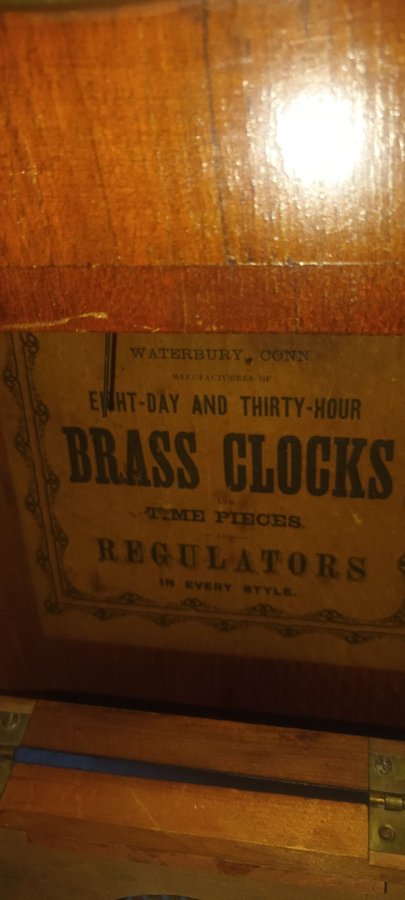 WATERBURY, CONN.
MANUFACTURERS OF
EIGHT-DAY AND THIRTY-HOUR
BRASS CLOCKS
TIME PIECES.
REGULATORS
IN EVERY STYLE.